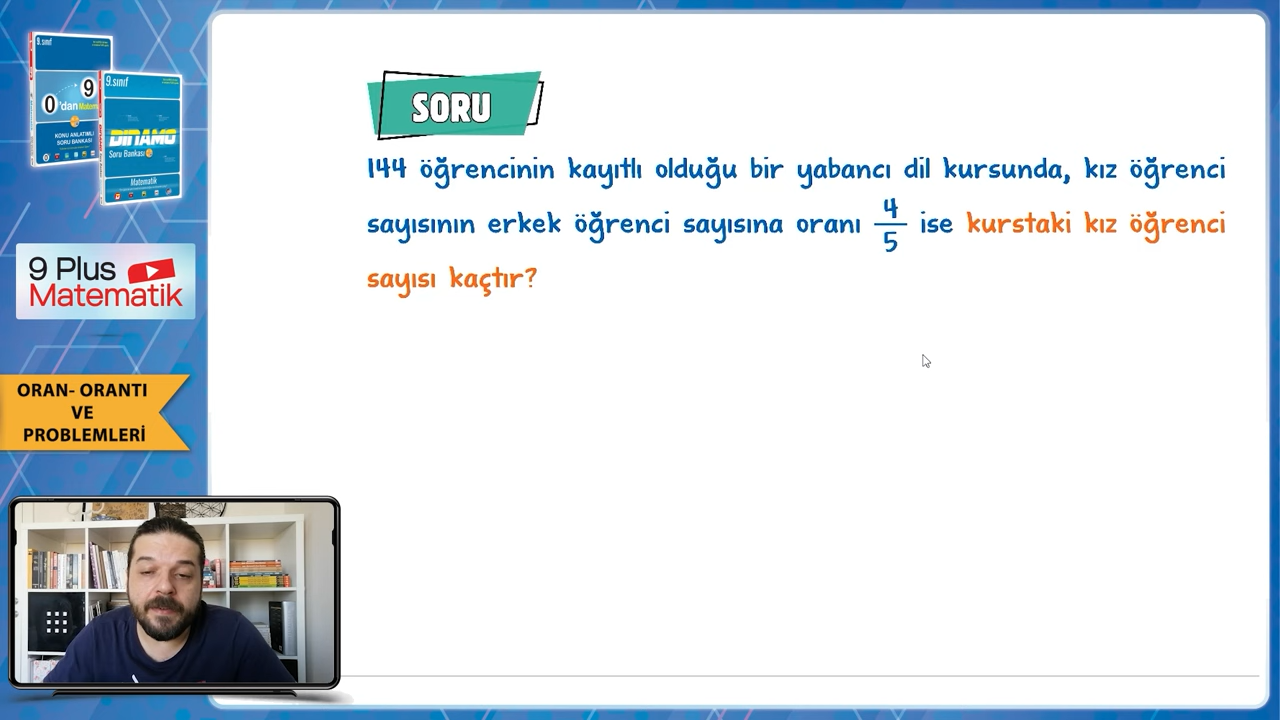 SORU
144 öğrencinin kayıtlı olduğu bir yabancı dil kursunda, kız öğrenci
sayısının erkek öğrenci sayısına oranı 4/5 ise kurstaki kız öğrenci
sayısı kaçtır?
9.sınıf
0'dan 9
KONU ANLATIMLI
SORU BANKASI
9.sınıf
DİNAMO
Soru Bankası
Matematik
9 Plus
Matematik
ORAN- ORANTI
VE
PROBLEMLERİ